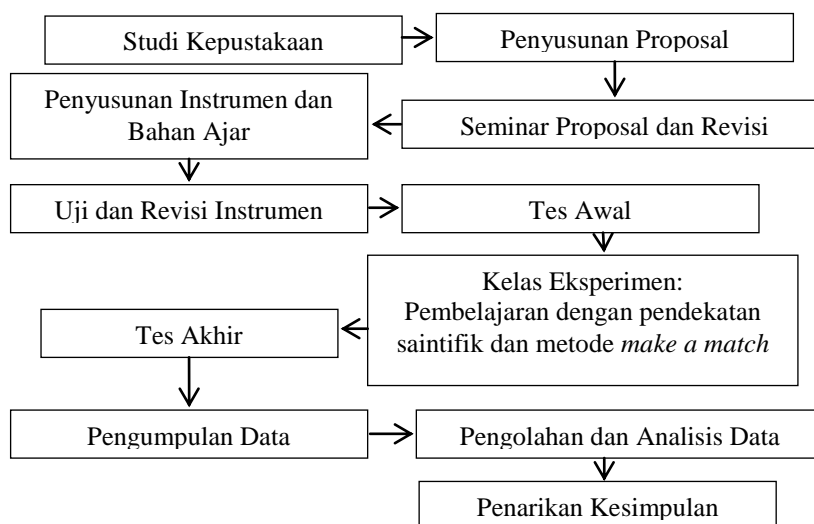 Studi Kepustakaan
Penyusunan Proposal
Seminar Proposal dan Revisi
Penyusunan Instrumen dan
Bahan Ajar
Uji dan Revisi Instrumen
Tes Awal
Kelas Eksperimen:
Pembelajaran dengan pendekatan
saintifik dan metode make a match
Tes Akhir
Pengumpulan Data
Pengolahan dan Analisis Data
Penarikan Kesimpulan